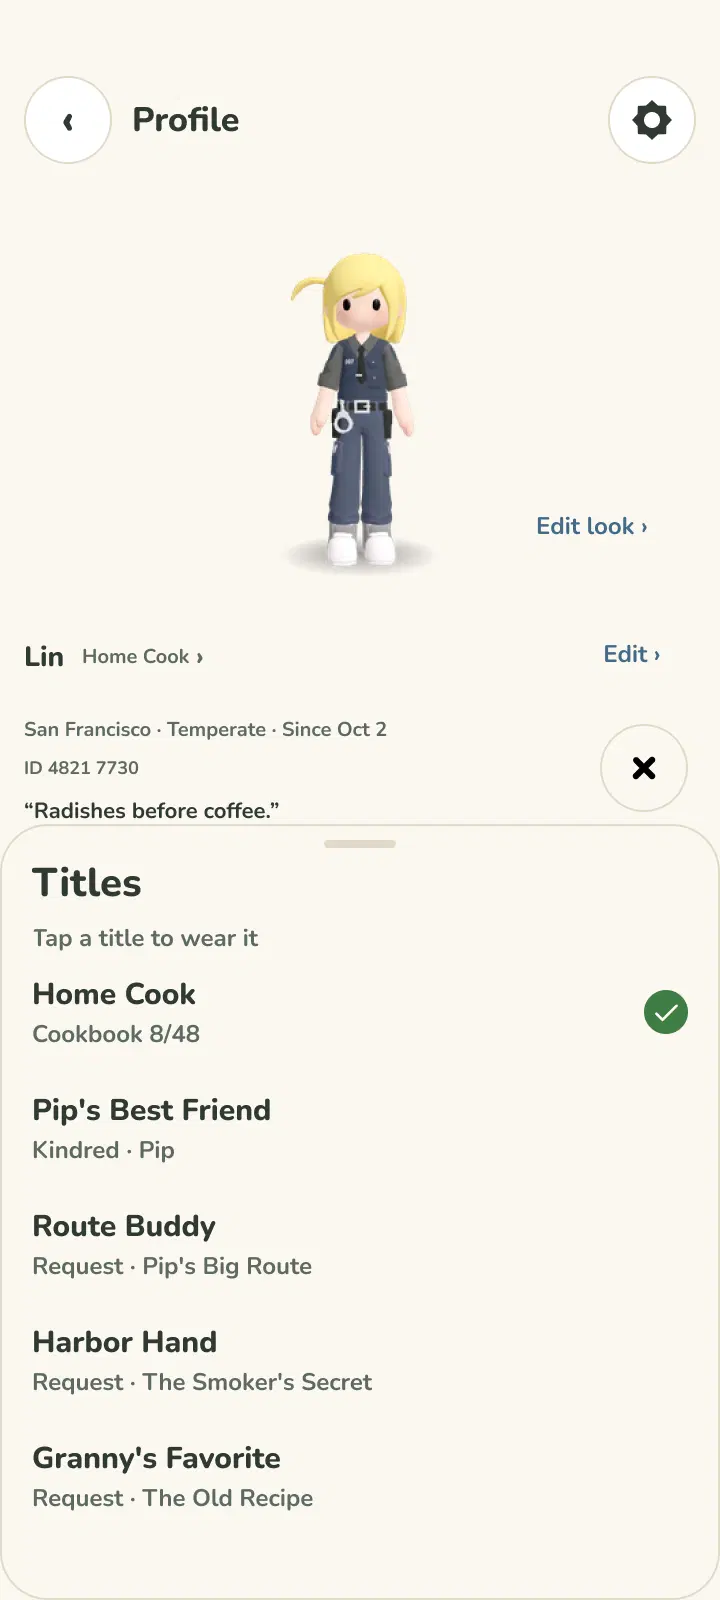 ‹ Profile
Edit look ›
Lin Home Cook › Edit ›
San Francisco · Temperate · Since Oct 2
ID 4821 7730
“Radishes before coffee.”
Titles
Tap a title to wear it
Home Cook
Cookbook 8/48
Pip's Best Friend
Kindred · Pip
Route Buddy
Request · Pip's Big Route
Harbor Hand
Request · The Smoker's Secret
Granny's Favorite
Request · The Old Recipe